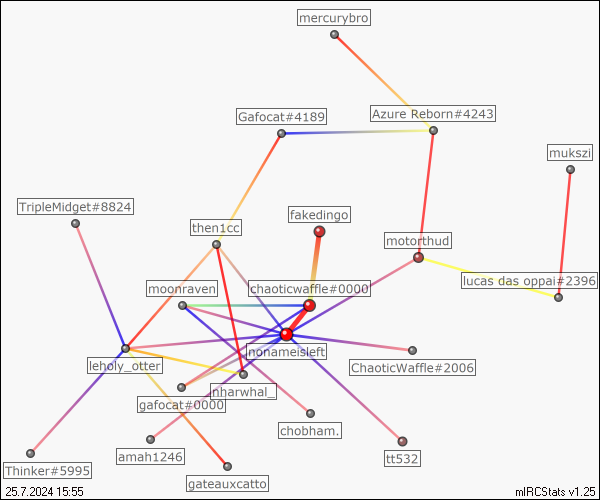 mercurybro
Gafocat#4189
Azure Reborn#4243
mukszi
TripleMidget#8824
then1cc
fakedingo
motorthud
moonraven
chaoticwaffle#0000
lucas das oppai#2396
leholy_otter
nonameisleft
ChaoticWaffle#2006
gafocat#0000
nharwhal_
chobham.
amah1246
tt532
Thinker#5995
gateauxcatto
25.7.2024 15:55
mIRCStats v1.25